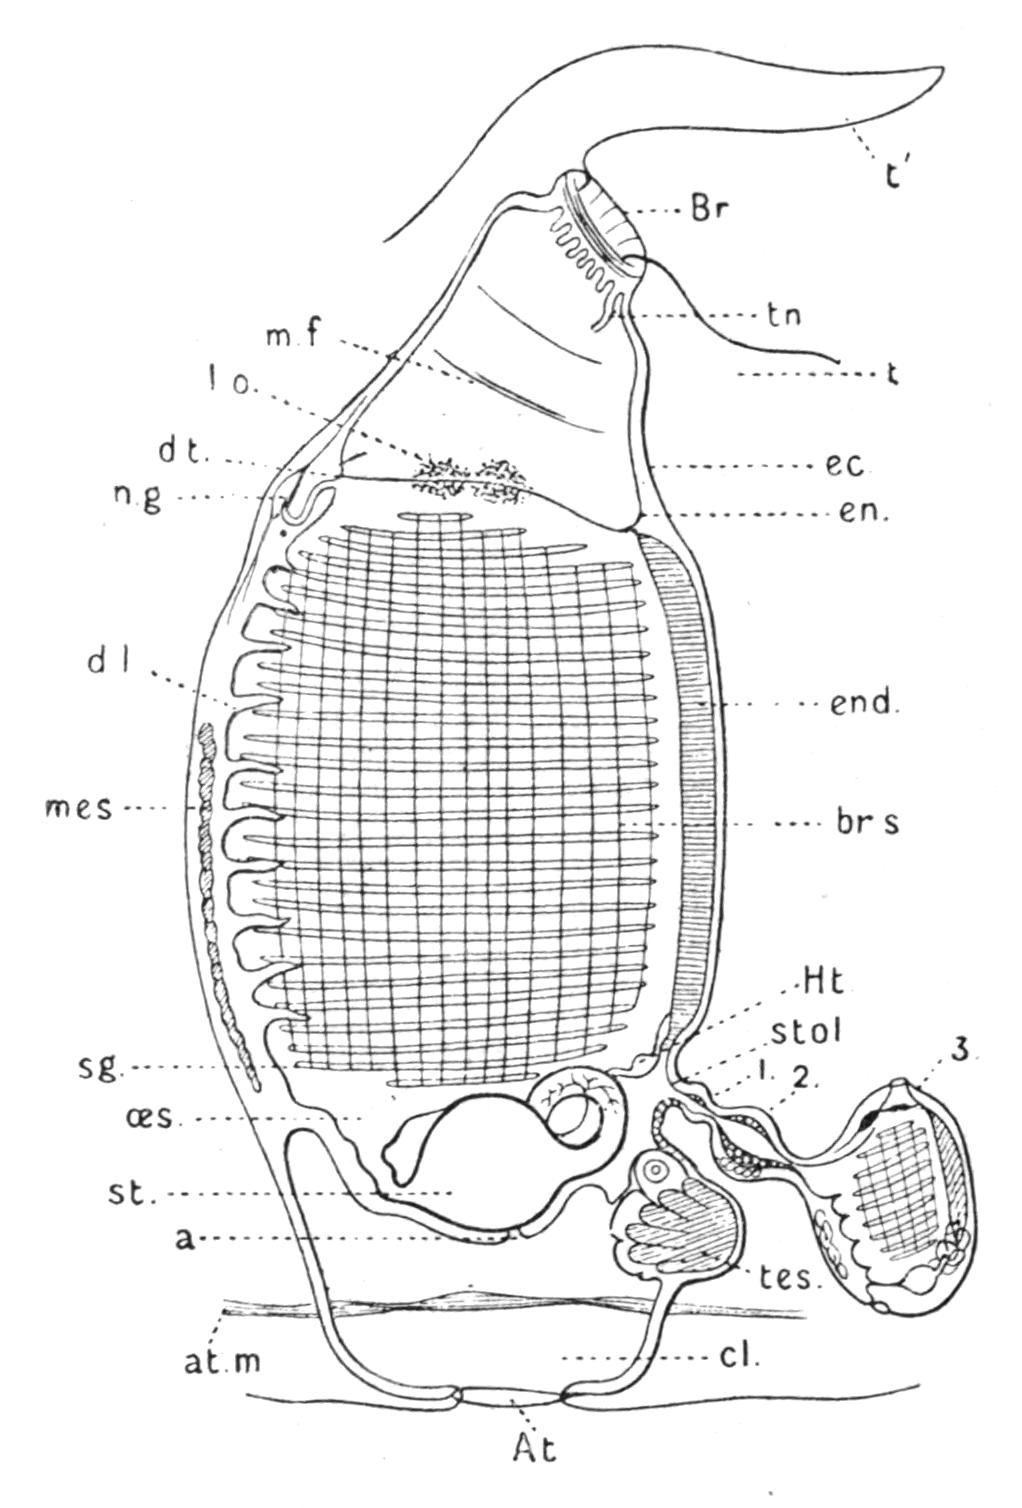 t'
Br
tn
m.f
t
l o.
d t.
ec
n.g
en.
d l
end.
mes
br s
Ht
stol
1.
2.
3.
sg.
œs.
st.
a
tes.
at.m
cl.
At